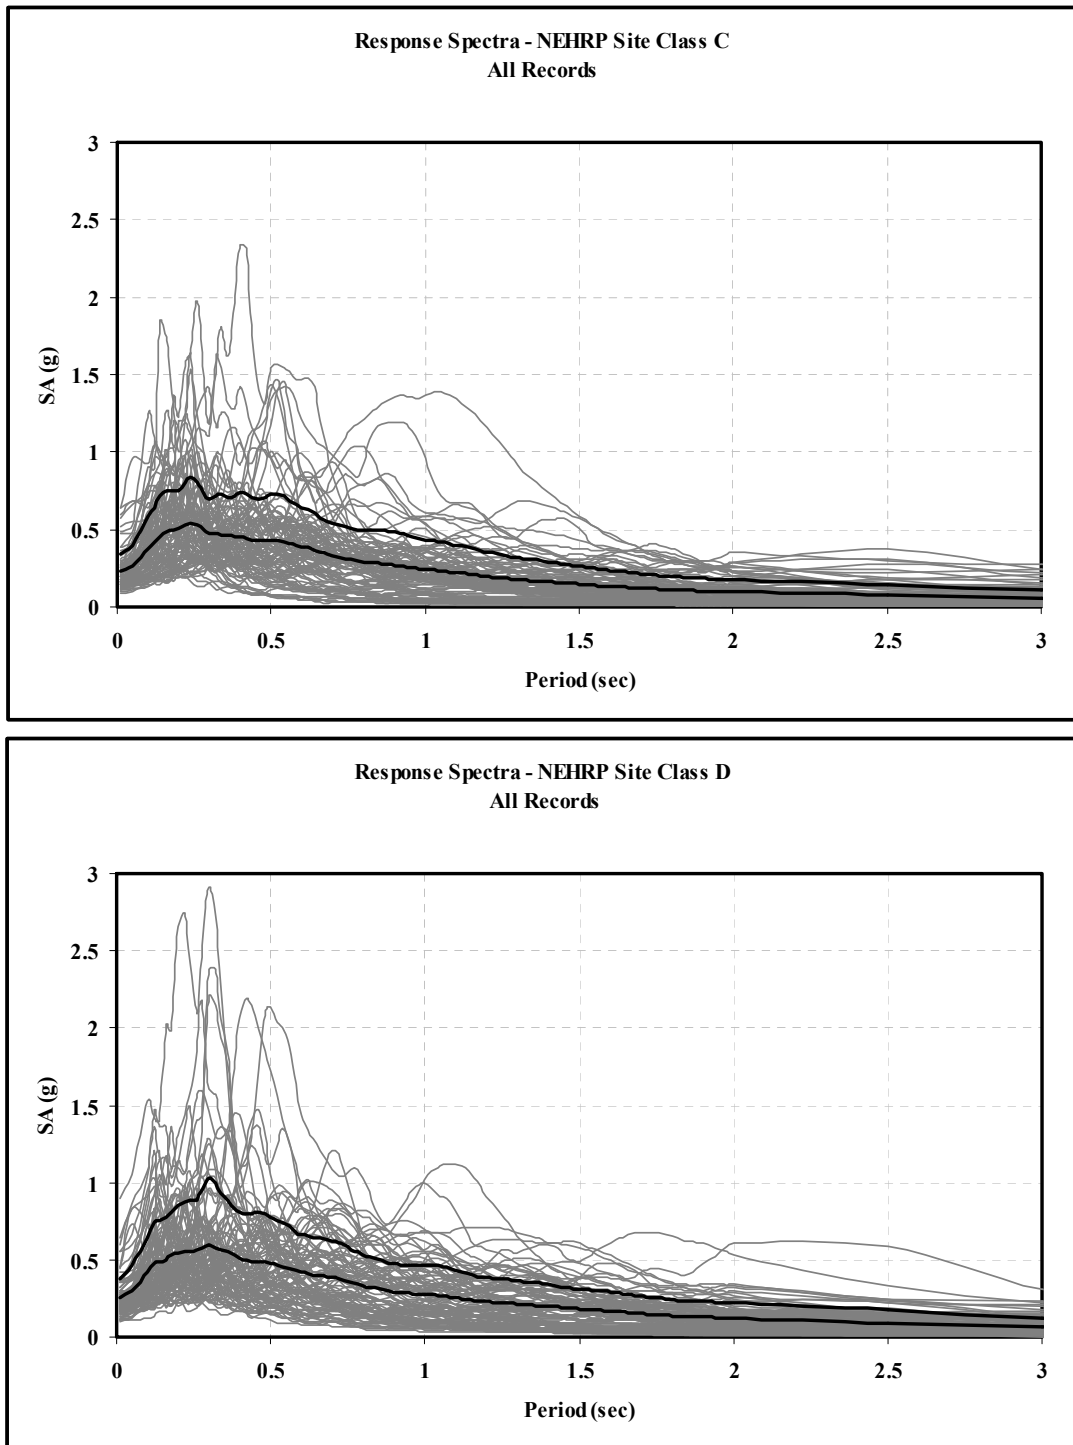 Response Spectra - NEHRP Site Class C
All Records
3
2.5
2
1.5
1
0.5
0
SA (g)
0 0.5 1 1.5 2 2.5 3
Period (sec)
Response Spectra - NEHRP Site Class D
All Records
3
2.5
2
1.5
1
0.5
0
SA (g)
0 0.5 1 1.5 2 2.5 3
Period (sec)